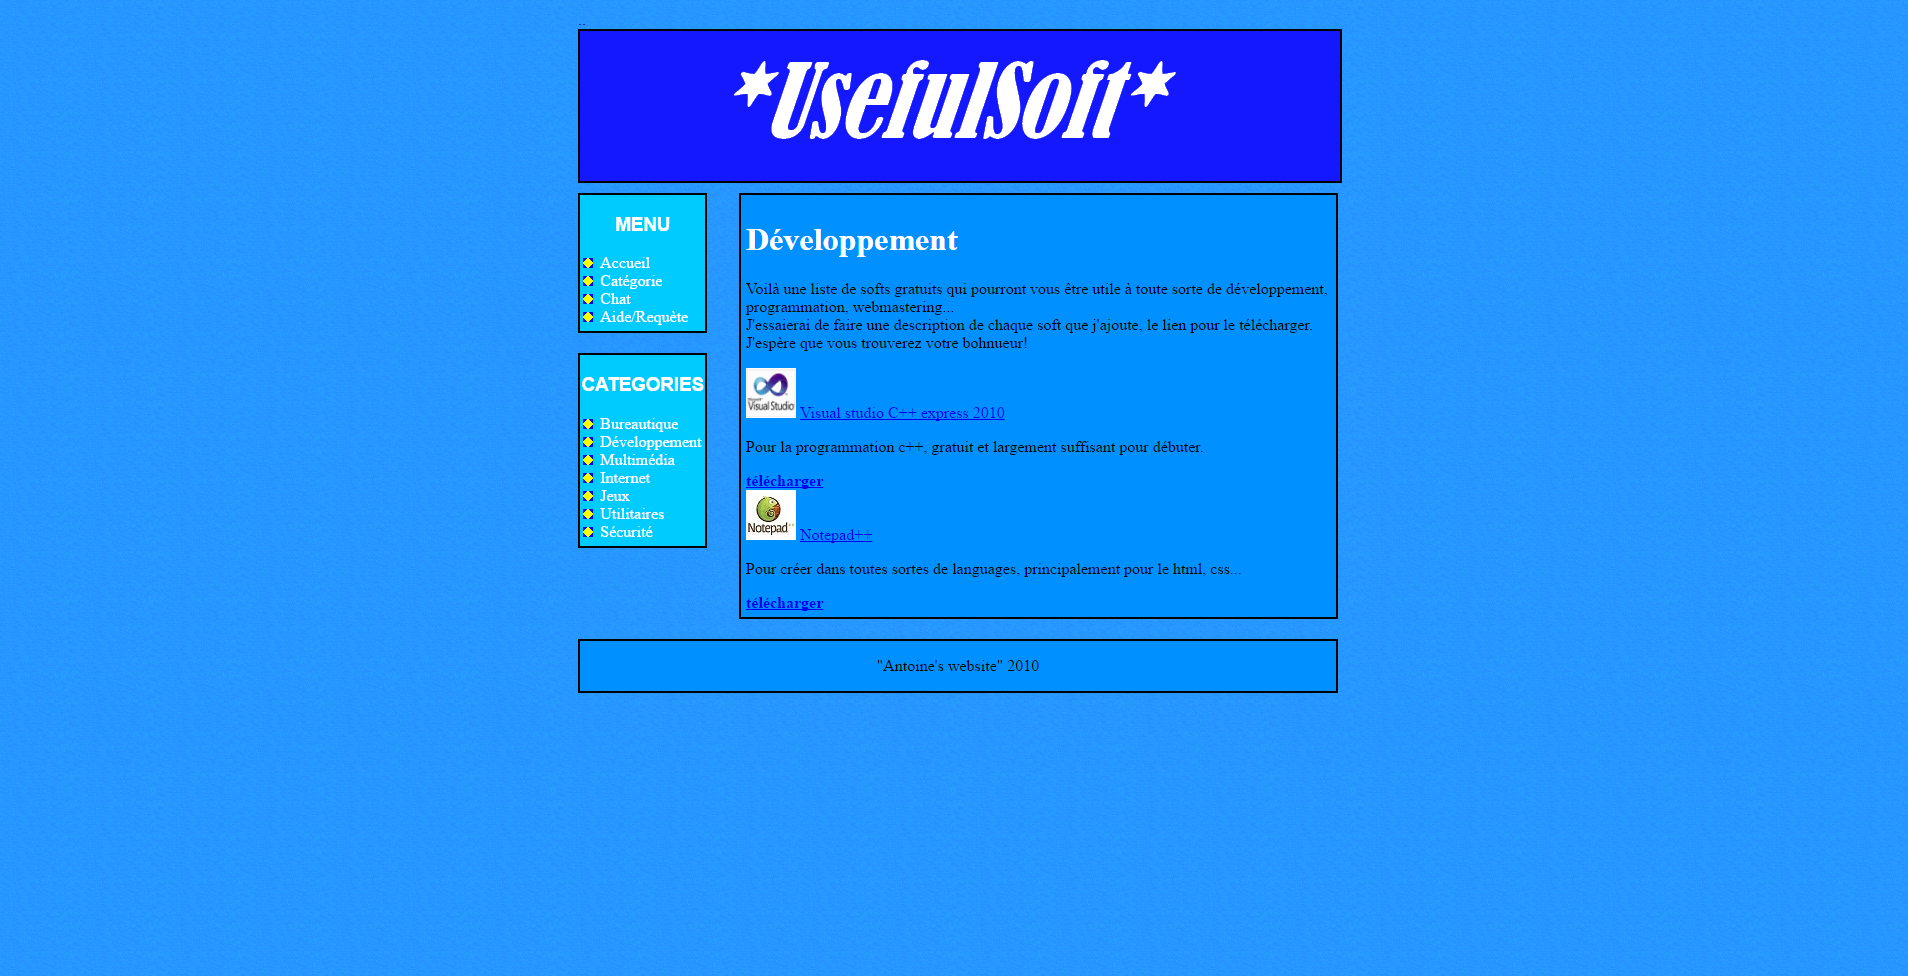 ..
*UsefulSoft*
MENU
Accueil
Catégorie
Chat
Aide/Requète
CATEGORIES
Bureautique
Développement
Multimédia
Internet
Jeux
Utilitaires
Sécurité
Développement
Voilà une liste de softs gratuits qui pourront vous être utile à toute sorte de développement,
programmation, webmastering...
J'essaierai de faire une description de chaque soft que j'ajoute, le lien pour le télécharger.
J'espère que vous trouverez votre bohnueur!
Visual Studio
Visual studio C++ express 2010
Pour la programmation c++, gratuit et largement suffisant pour débuter.
télécharger
Notepad++
Notepad++
Pour créer dans toutes sortes de languages, principalement pour le html, css...
télécharger
"Antoine's website" 2010